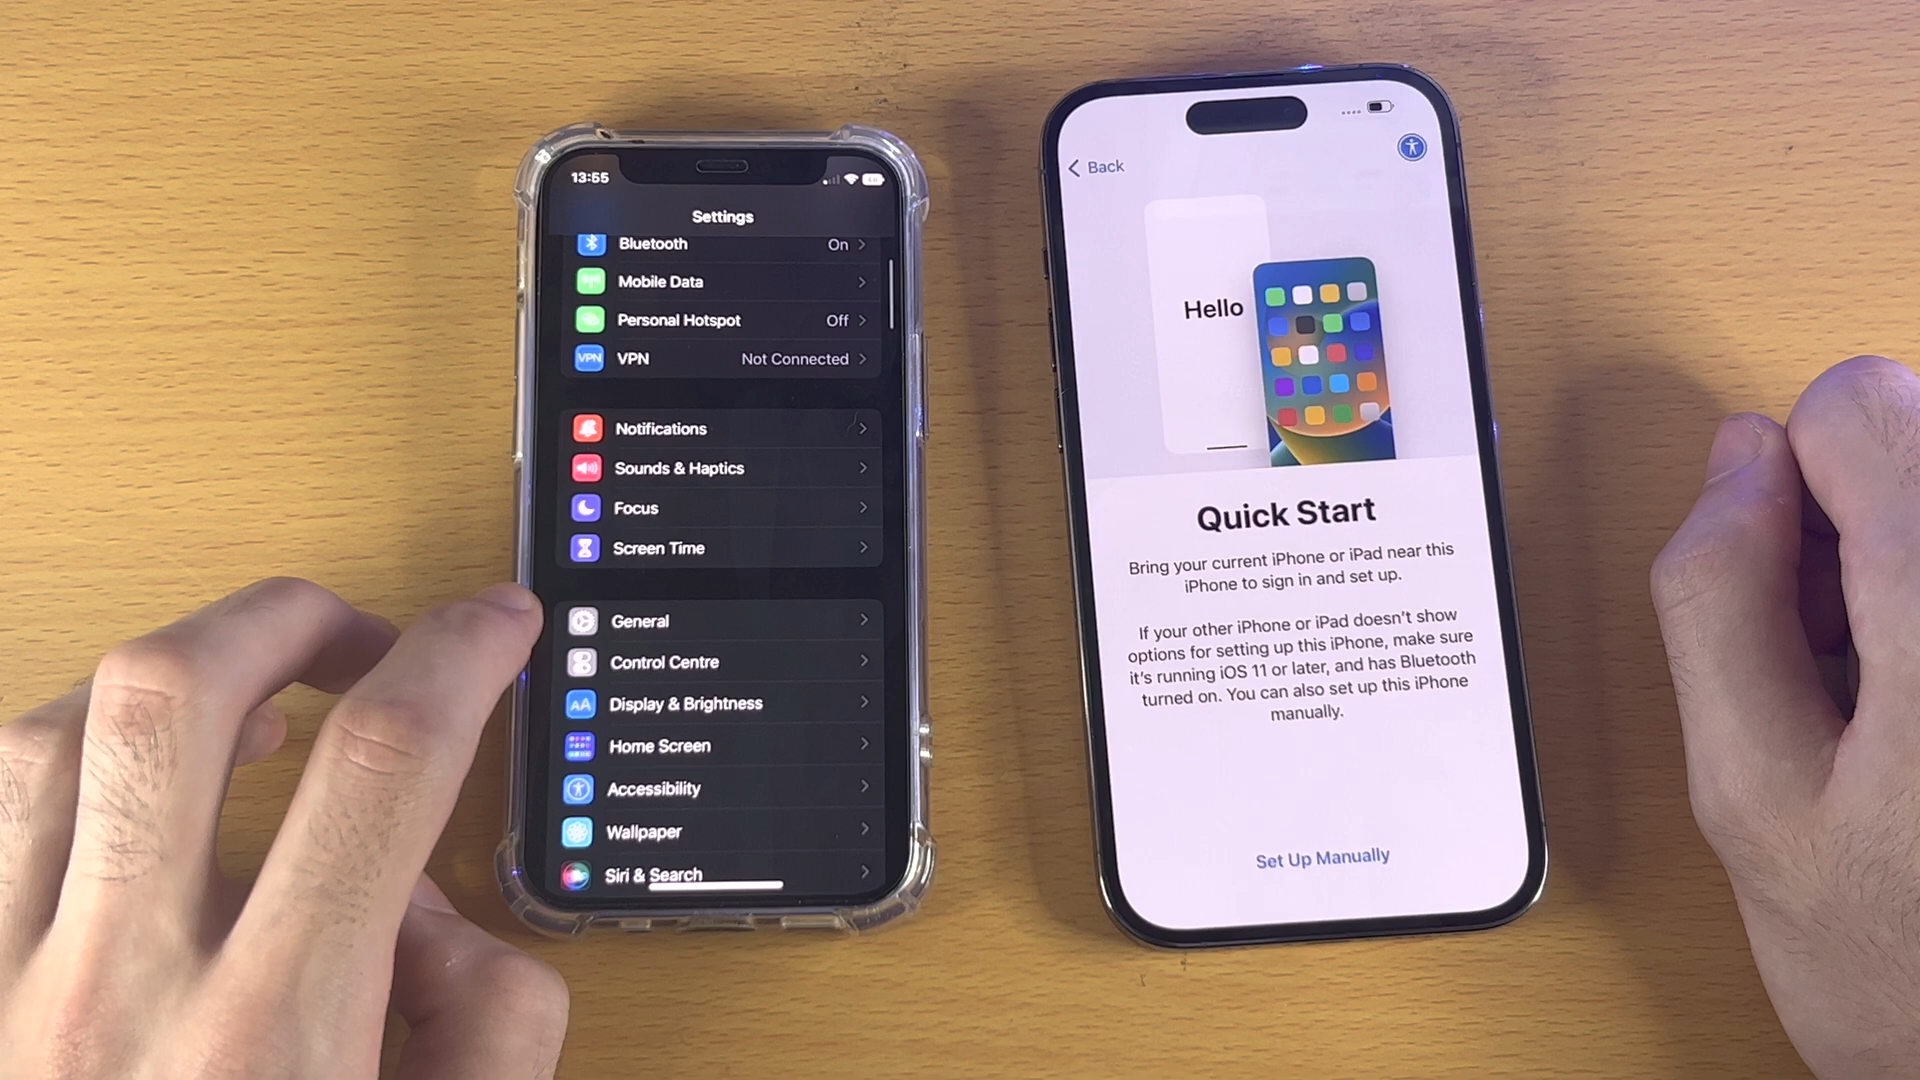 13:55
Settings
Bluetooth On
Mobile Data
Personal Hotspot Off
VPN VPN Not Connected
Notifications
Sounds & Haptics
Focus
Screen Time
General
Control Centre
AA Display & Brightness
Home Screen
Accessibility
Wallpaper
Siri & Search
Back
Hello
Quick Start
Bring your current iPhone or iPad near this
iPhone to sign in and set up.
If your other iPhone or iPad doesn't show
options for setting up this iPhone, make sure
it's running iOS 11 or later, and has Bluetooth
turned on. You can also set up this iPhone
manually.
Set Up Manually